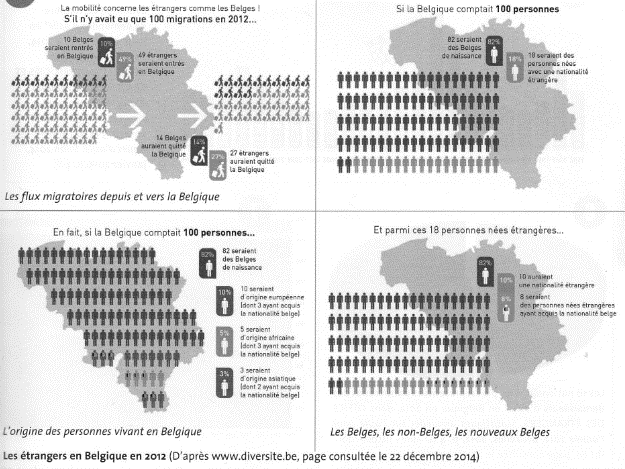 La mobilité concerne les étrangers comme les Belges !
S'il n'y avait eu que 100 migrations en 2012...
10 Belges
seraient rentrés
en Belgique
10%
49%
49 étrangers
seraient entrés
en Belgique
14 Belges
auraient quitté
la Belgique
14%
27%
27 étrangers
auraient quitté
la Belgique
Les flux migratoires depuis et vers la Belgique
Si la Belgique comptait 100 personnes
82 seraient
des Belges
de naissance
82%
18%
18 seraient des
personnes nées
avec une nationalité
étrangère
En fait, si la Belgique comptait 100 personnes...
82%
82 seraient
des Belges
de naissance
10%
10 seraient
d'origine européenne
(dont 3 ayant acquis
la nationalité belge)
5%
5 seraient
d'origine africaine
(dont 3 ayant acquis
la nationalité belge)
3%
3 seraient
d'origine asiatique
(dont 2 ayant acquis
la nationalité belge)
L'origine des personnes vivant en Belgique
Et parmi ces 18 personnes nées étrangères...
82%
10%
10 auraient
une nationalité étrangère
8%
8 seraient
des personnes nées étrangères
ayant acquis la nationalité belge
Les Belges, les non-Belges, les nouveaux Belges
Les étrangers en Belgique en 2012 (D'après www.diversite.be, page consultée le 22 décembre 2014)